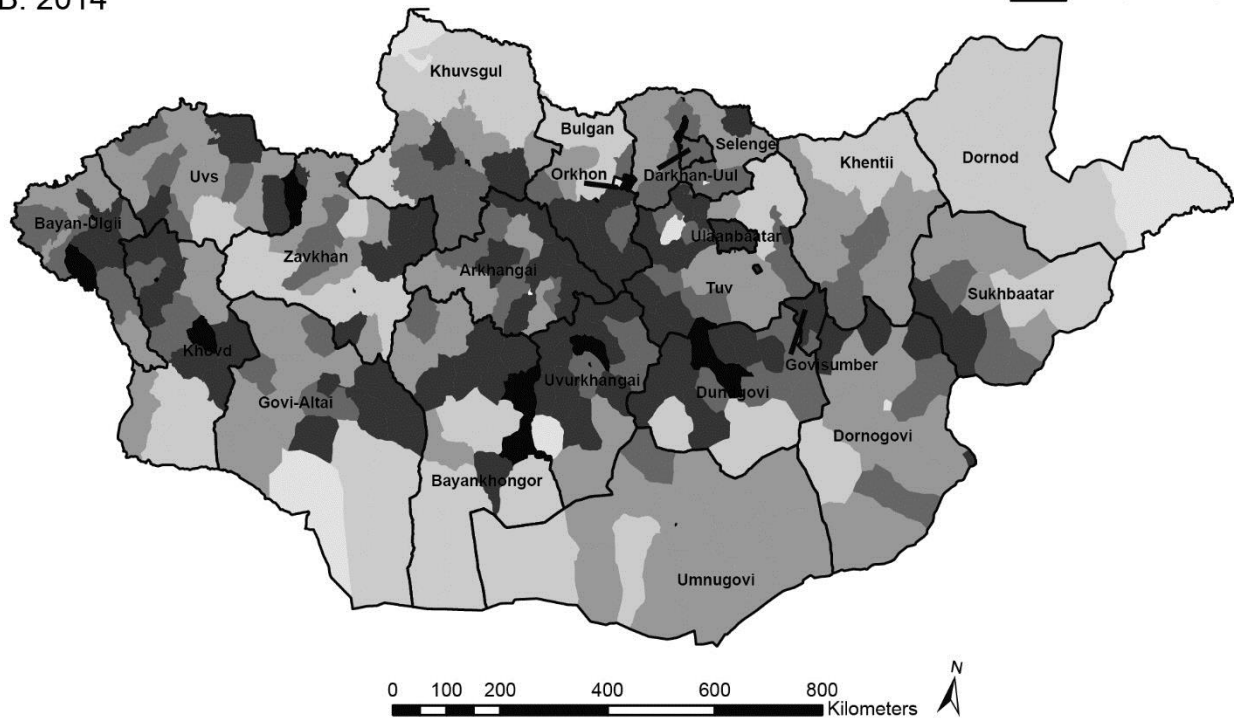 B. 2014
Khuvsgul
Bulgan
Selenge
Khentii
Dornod
Uvs
Orkhon
Darkhan-Uul
Bayan-Ulgii
Ulaanbaatar
Zavkhan
Arkhangai
Tuv
Sukhbaatar
Khovd
Uvurkhangai
Govisumber
Dundgovi
Govi-Altai
Dornogovi
Bayankhongor
Umnugovi
N
0 100 200 400 600 800
Kilometers